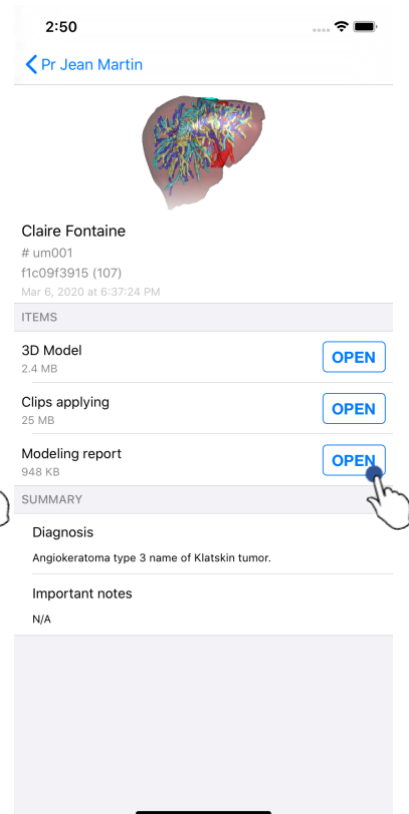 2:50
Pr Jean Martin
Claire Fontaine
# um001
f1c09f3915 (107)
Mar 6, 2020 at 6:37:24 PM
ITEMS
3D Model
OPEN
2.4 MB
Clips applying
OPEN
25 MB
Modeling report
OPEN
948 KB
SUMMARY
Diagnosis
Angiokeratoma type 3 name of Klatskin tumor.
Important notes
N/A